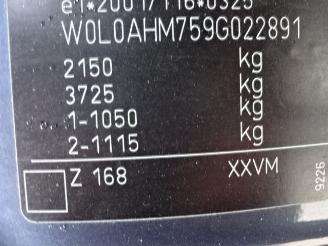 e1*2001/116*0325
W0L0AHM759G022891
2150 kg
3725 kg
1-1050 kg
2-1115 kg
Z 168 XXVM
9226